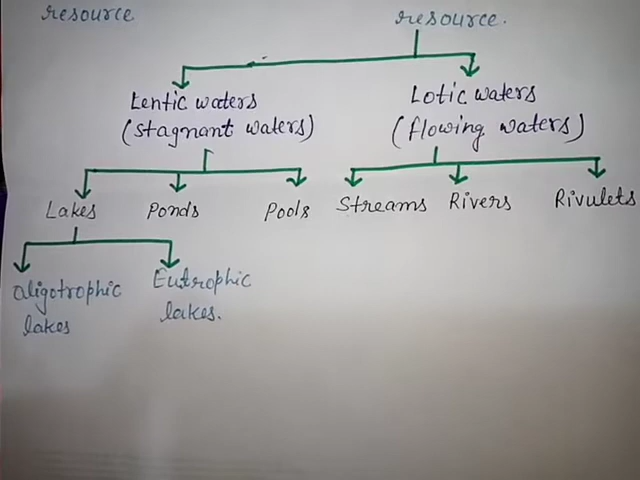 resource
resource.
Lentic waters
(stagnant waters)
Lotic waters
(flowing waters)
Lakes Ponds Pools Streams Rivers Rivulets
aligotrophic
lakes
Eutrophic
lakes.